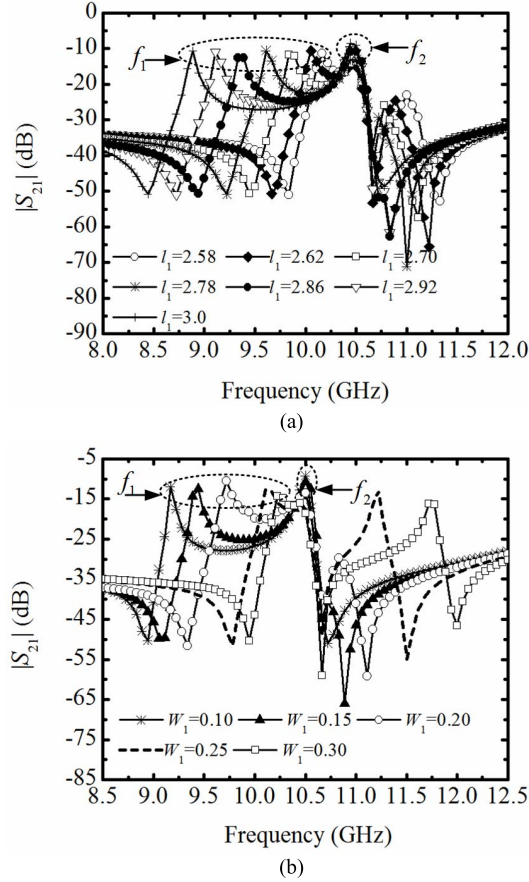 -0
-10
-20
-30
-40
-50
-60
-70
-80
-90
|S21| (dB)
f1
f2
l1=2.58 l1=2.62 l1=2.70
l1=2.78 l1=2.86 l1=2.92
l1=3.0
8.0 8.5 9.0 9.5 10.0 10.5 11.0 11.5 12.0
Frequency (GHz)
(a)
-5
-15
-25
-35
-45
-55
-65
-75
-85
|S21| (dB)
f1
f2
W1=0.10 W1=0.15 W1=0.20
W1=0.25 W1=0.30
8.5 9.0 9.5 10.0 10.5 11.0 11.5 12.0 12.5
Frequency (GHz)
(b)